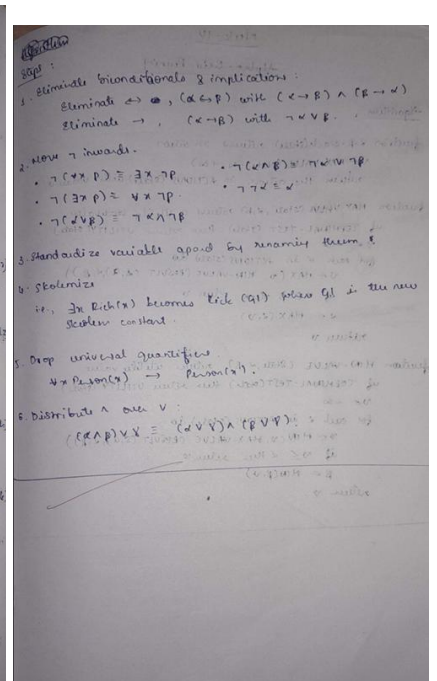 Algorithm
Steps:
1. Eliminate biconditionals & implications:
Eliminate ↔, (α↔β) with (α→β) ∧ (β→α)
Eliminate →, (α→β) with ¬α∨β.
2. Move ¬ inwards.
• ¬(∀x p) ≡ ∃x ¬p
• ¬(α∧β) ≡ ¬α∨¬β
• ¬(∃x p) ≡ ∀x ¬p
• ¬¬α ≡ α
• ¬(α∨β) ≡ ¬α∧¬β
3. Standardize variable apart by renaming them
4. Skolemize
i.e., ∃x Rich(x) becomes Rich(G1) where G1 is the new
skolem constant.
5. Drop universal quantifiers
∀x Person(x) → Person(x).
6. Distribute ∧ over ∨:
(α∧β)∨γ ≡ (α∨γ)∧(β∨γ)